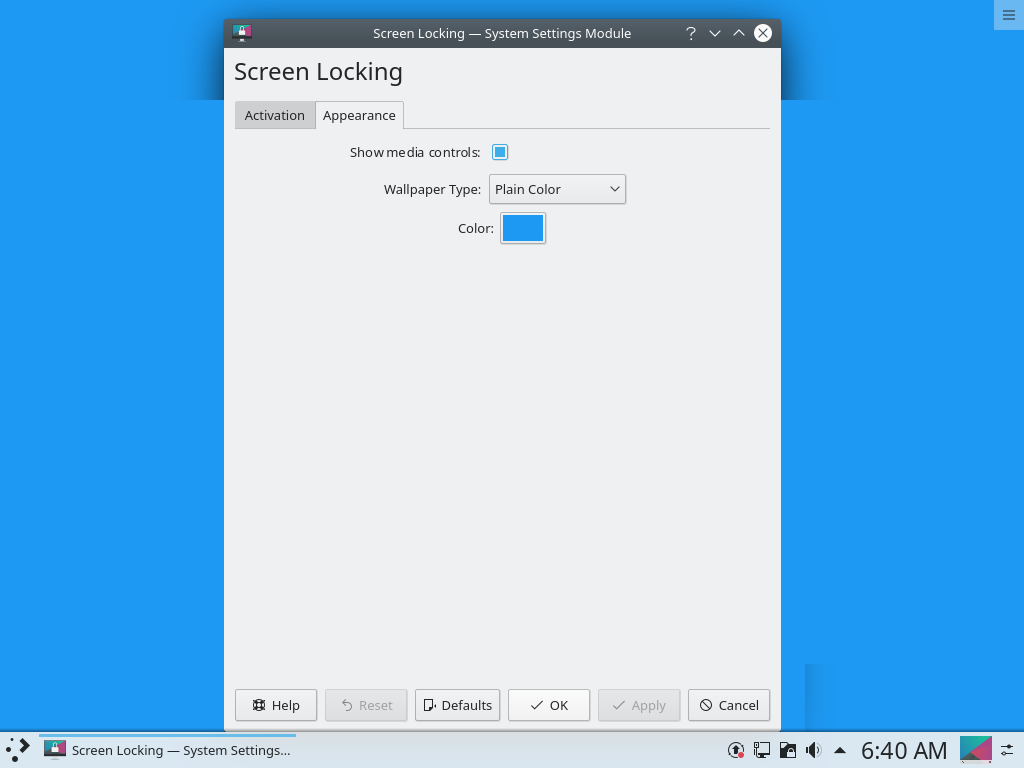 Screen Locking — System Settings Module
Screen Locking
Activation Appearance
Show media controls:
Wallpaper Type: Plain Color
Color:
Help Reset Defaults OK Apply Cancel
Screen Locking — System Settings... 6:40 AM